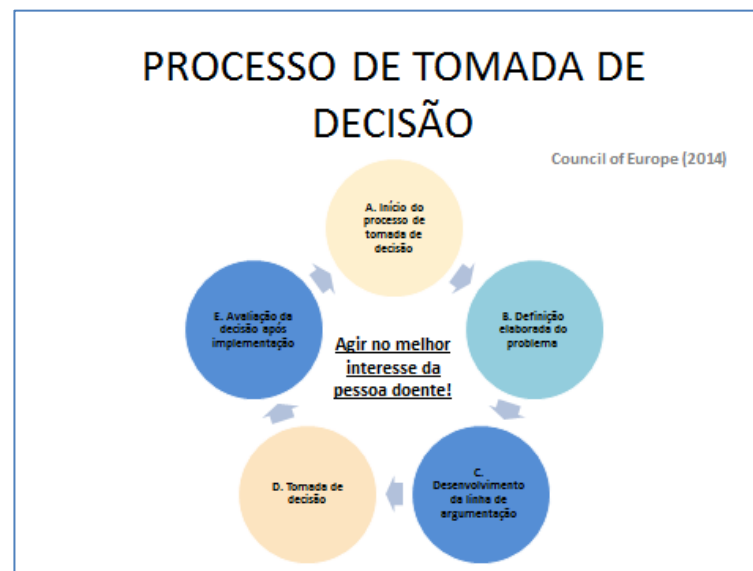 PROCESSO DE TOMADA DE
DECISÃO
Council of Europe (2014)
A. Início do
processo de
tomada de
decisão
B. Definição
elaborada do
problema
C.
Desenvolvimento
da linha de
argumentação
D. Tomada de
decisão
E. Avaliação da
decisão após
implementação
Agir no melhor
interesse da
pessoa doente!